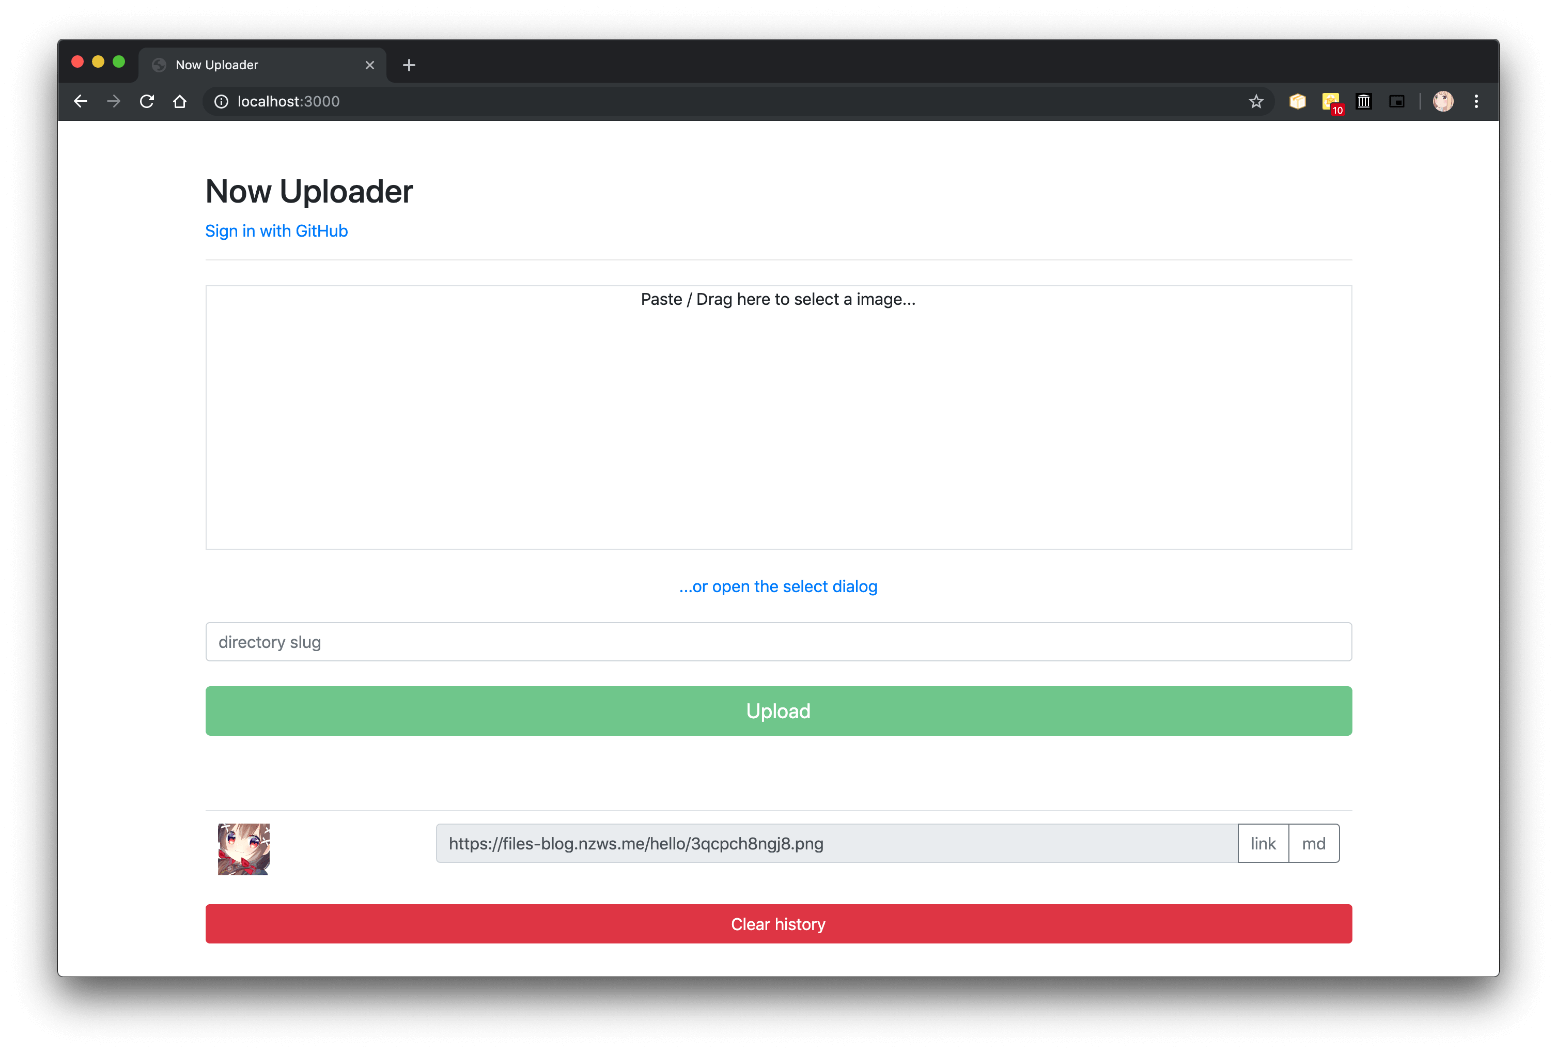 Now Uploader
localhost:3000
10
Now Uploader
Sign in with GitHub
Paste / Drag here to select a image...
...or open the select dialog
directory slug
Upload
https://files-blog.nzws.me/hello/3qcpch8ngj8.png
link
md
Clear history